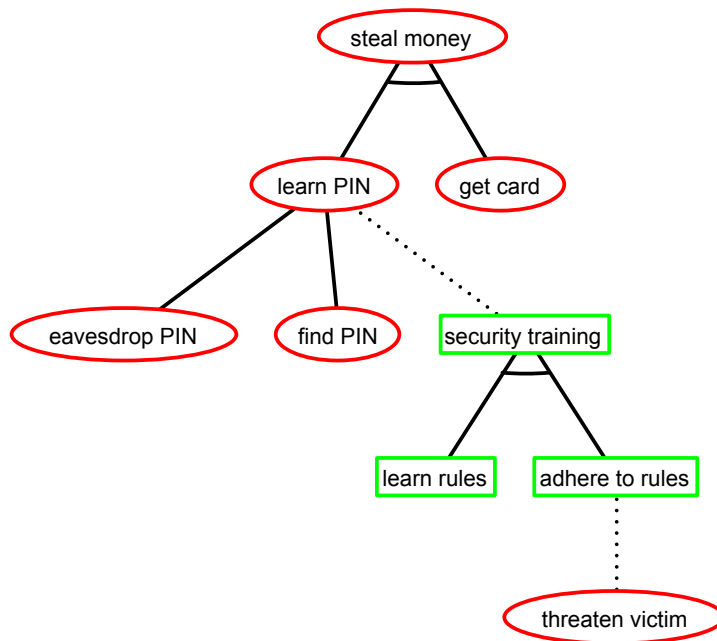 steal money
learn PIN
get card
eavesdrop PIN
find PIN
security training
learn rules
adhere to rules
threaten victim